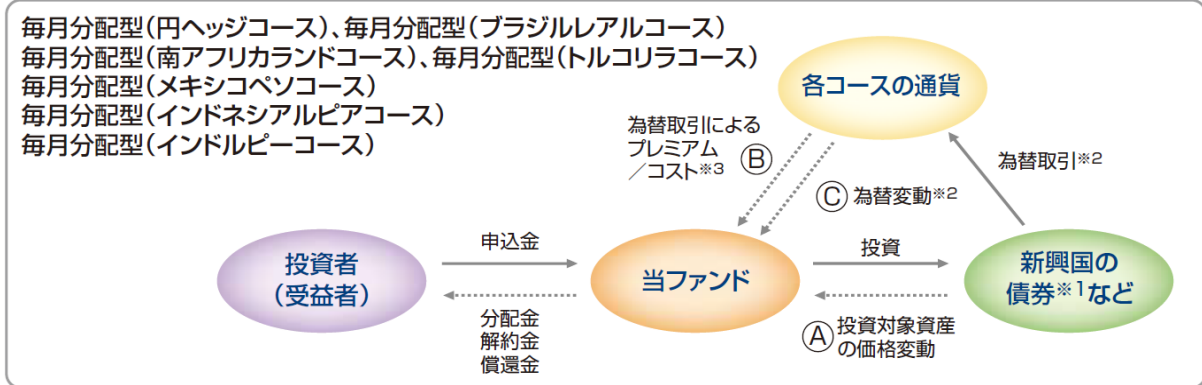 毎月分配型(円ヘッジコース)、毎月分配型(ブラジルレアルコース)
毎月分配型(南アフリカランドコース)、毎月分配型(トルコリラコース)
毎月分配型(メキシコペソコース)
毎月分配型(インドネシアルピアコース)
毎月分配型(インドルピーコース)
各コースの通貨
為替取引による
プレミアム
/コスト※3
Ⓑ
Ⓒ 為替変動※2
為替取引※2
投資者
(受益者)
申込金
分配金
解約金
償還金
当ファンド
投資
Ⓐ 投資対象資産
の価格変動
新興国の
債券※1など